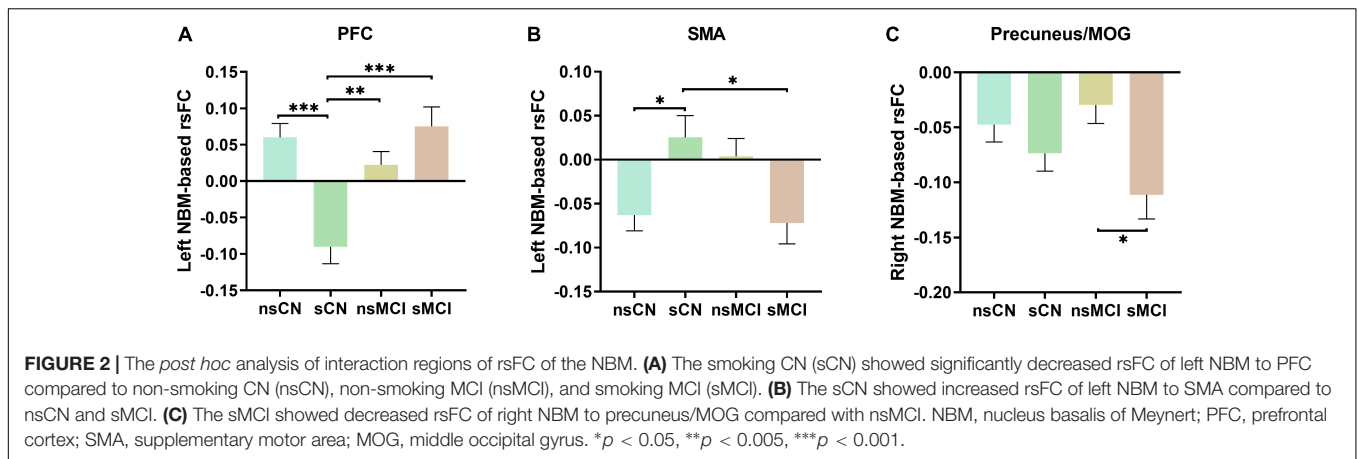 A PFC
B SMA
C Precuneus/MOG
Left NBM-based rsFC
0.15
0.10
0.05
0.00
-0.05
-0.10
-0.15
***
**
***
nsCN sCN nsMCI sMCI
Left NBM-based rsFC
0.10
0.05
0.00
-0.05
-0.10
-0.15
*
*
nsCN sCN nsMCI sMCI
Right NBM-based rsFC
0.00
-0.05
-0.10
-0.15
-0.20
*
nsCN sCN nsMCI sMCI
FIGURE 2 | The post hoc analysis of interaction regions of rsFC of the NBM. (A) The smoking CN (sCN) showed significantly decreased rsFC of left NBM to PFC
compared to non-smoking CN (nsCN), non-smoking MCI (nsMCI), and smoking MCI (sMCI). (B) The sCN showed increased rsFC of left NBM to SMA compared to
nsCN and sMCI. (C) The sMCI showed decreased rsFC of right NBM to precuneus/MOG compared with nsMCI. NBM, nucleus basalis of Meynert; PFC, prefrontal
cortex; SMA, supplementary motor area; MOG, middle occipital gyrus. *p < 0.05, **p < 0.005, ***p < 0.001.